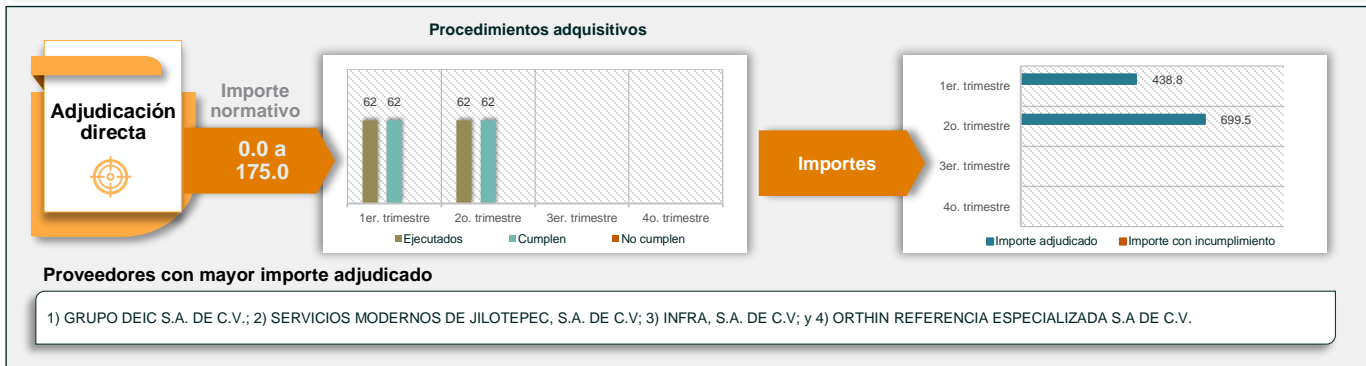 Procedimientos adquisitivos
Adjudicación
directa
Importe
normativo
0.0 a
175.0
62 62 62 62
1er. trimestre 2o. trimestre 3er. trimestre 4o. trimestre
Ejecutados Cumplen No cumplen
Importes
1er. trimestre 438.8
2o. trimestre 699.5
3er. trimestre
4o. trimestre
Importe adjudicado Importe con incumplimiento
Proveedores con mayor importe adjudicado
1) GRUPO DEIC S.A. DE C.V.; 2) SERVICIOS MODERNOS DE JILOTEPEC, S.A. DE C.V; 3) INFRA, S.A. DE C.V; y 4) ORTHIN REFERENCIA ESPECIALIZADA S.A DE C.V.